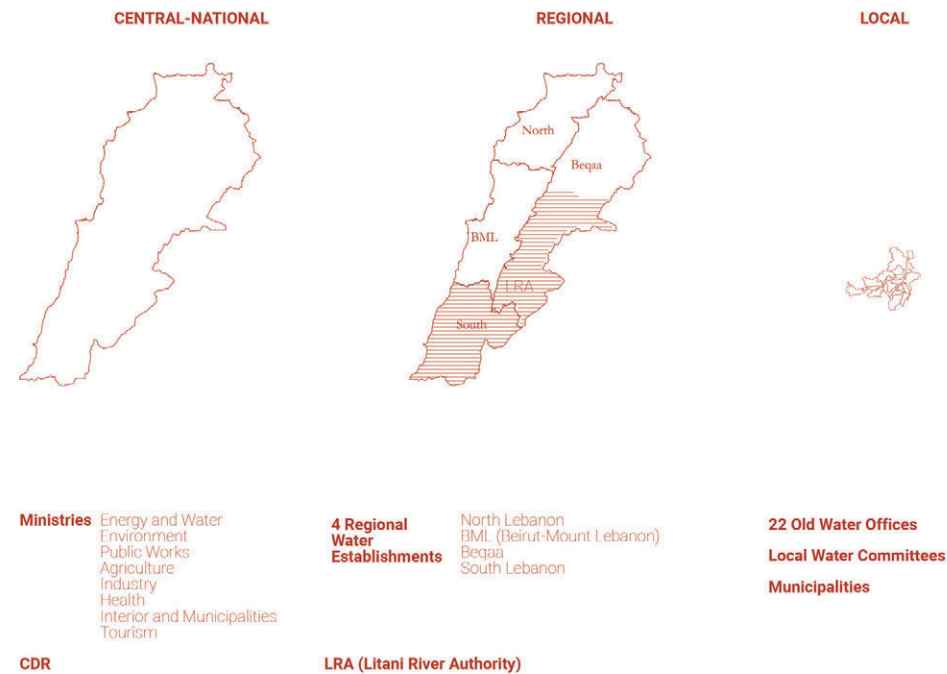 CENTRAL-NATIONAL
REGIONAL
LOCAL
North
Beqaa
BML
LRA
South
Ministries
Energy and Water
Environment
Public Works
Agriculture
Industry
Health
Interior and Municipalities
Tourism
CDR
4 Regional
Water
Establishments
North Lebanon
BML (Beirut-Mount Lebanon)
Beqaa
South Lebanon
LRA (Litani River Authority)
22 Old Water Offices
Local Water Committees
Municipalities